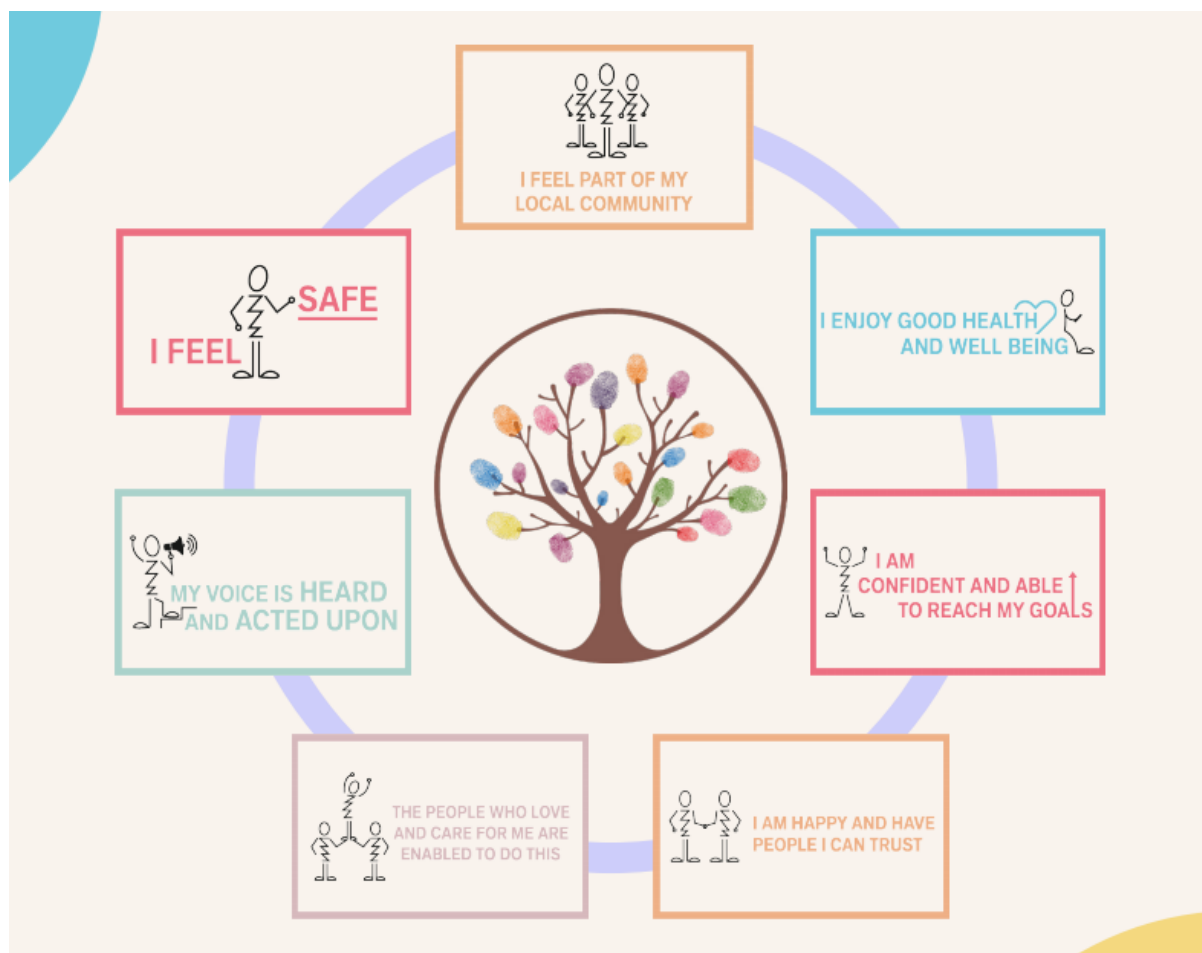 I FEEL PART OF MY
LOCAL COMMUNITY
I ENJOY GOOD HEALTH
AND WELL BEING
I AM
CONFIDENT AND ABLE
TO REACH MY GOALS
I AM HAPPY AND HAVE
PEOPLE I CAN TRUST
THE PEOPLE WHO LOVE
AND CARE FOR ME ARE
ENABLED TO DO THIS
MY VOICE IS HEARD
AND ACTED UPON
I FEEL
SAFE